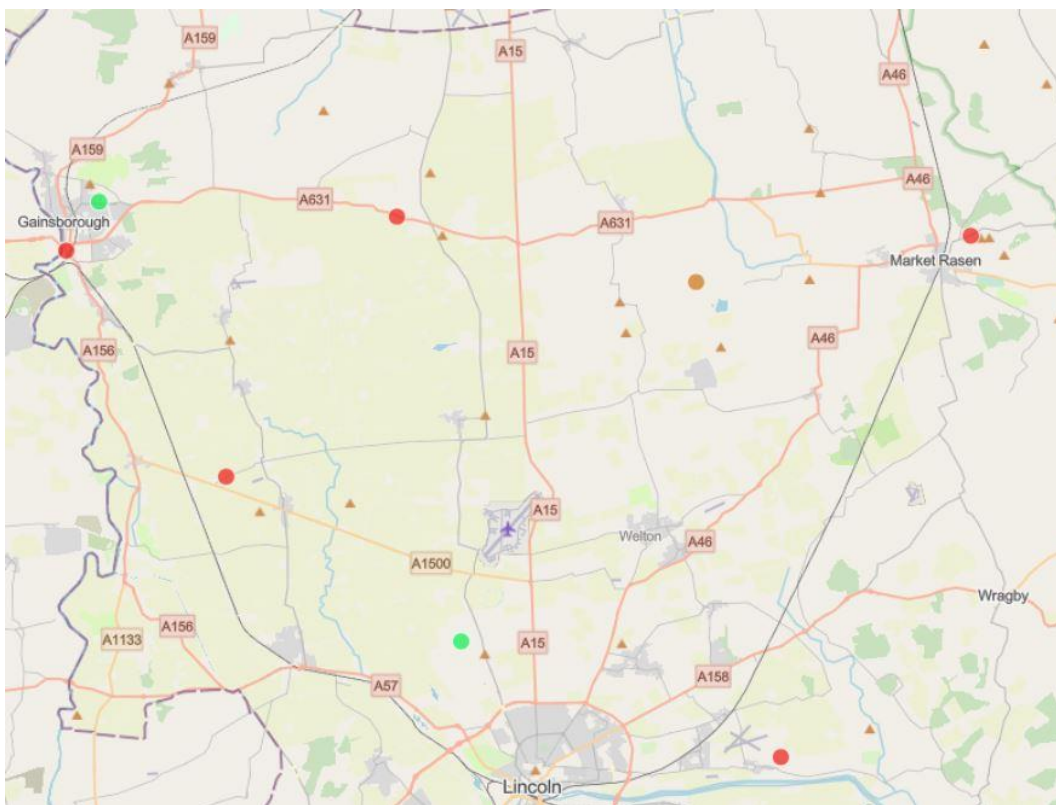 A159
A15
A46
A159
A46
A631
Gainsborough
A631
Market Rasen
A46
A156
A15
A15
Welton
A46
A1500
Wragby
A156
A1133
A15
A158
A57
Lincoln